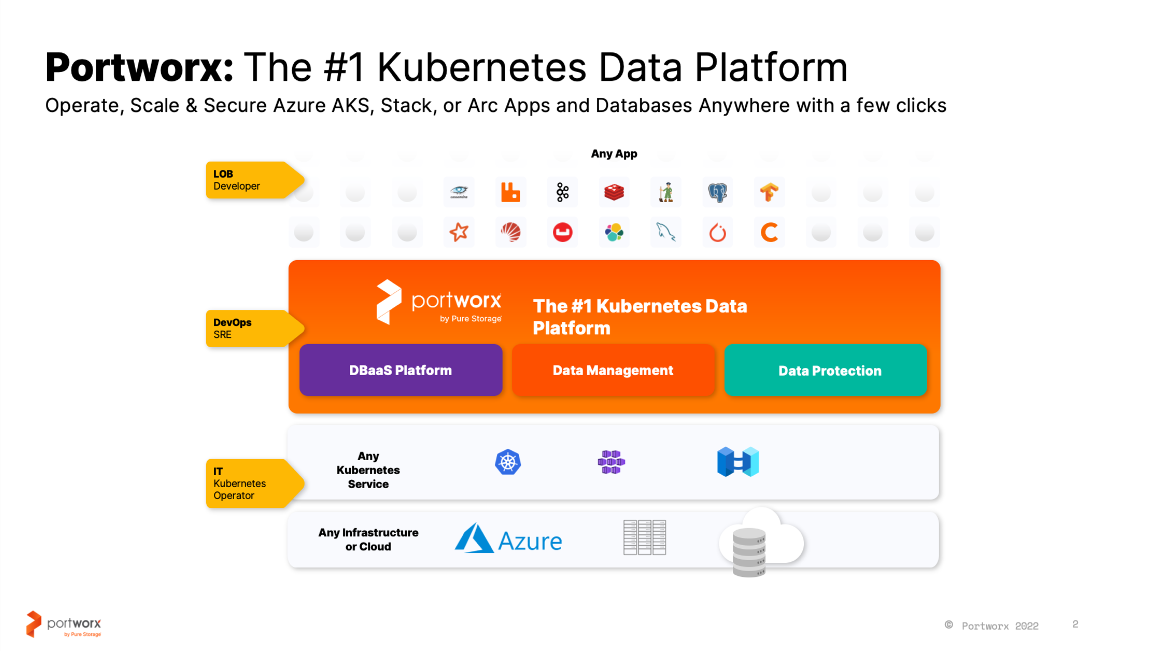 Portworx: The #1 Kubernetes Data Platform
Operate, Scale & Secure Azure AKS, Stack, or Arc Apps and Databases Anywhere with a few clicks
Any App
LOB
Developer
cassandra
portworx
by Pure Storage
The #1 Kubernetes Data
Platform
DevOps
SRE
DBaaS Platform
Data Management
Data Protection
Any
Kubernetes
Service
IT
Kubernetes
Operator
Any Infrastructure
or Cloud
Azure
portworx
by Pure Storage
© Portworx 2022
2